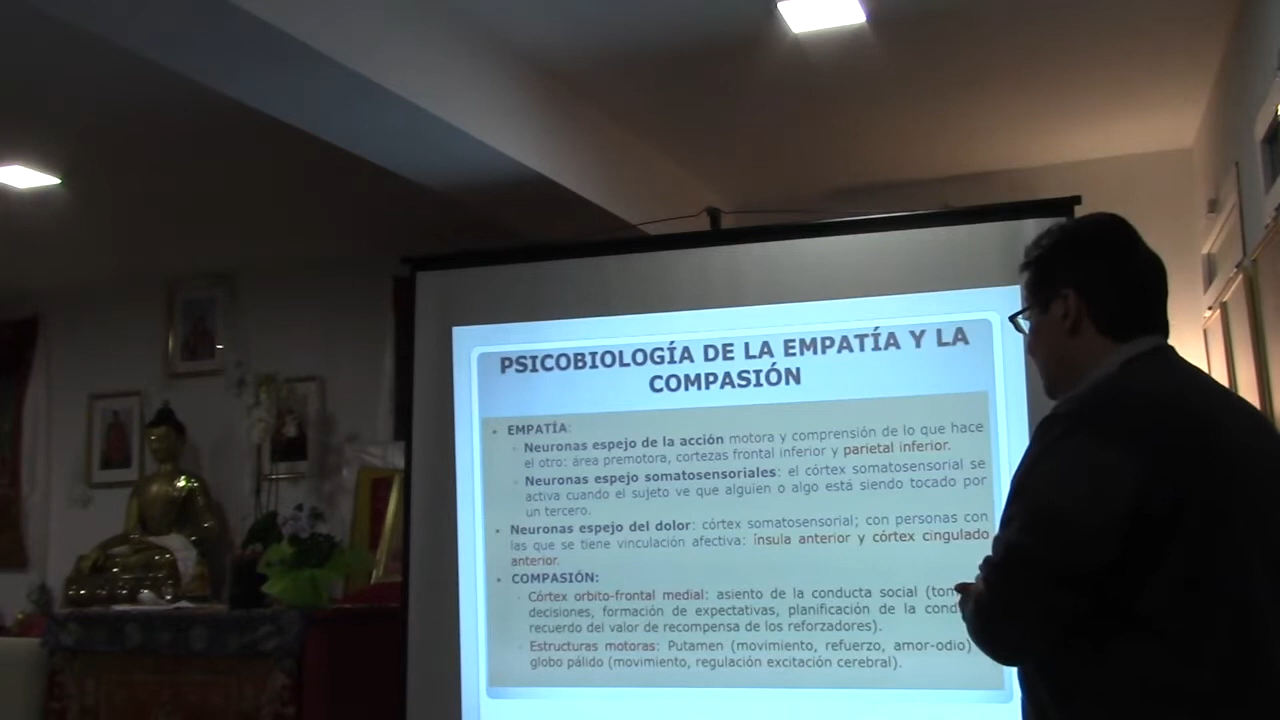 PSICOBIOLOGÍA DE LA EMPATÍA Y LA
COMPASIÓN
• EMPATÍA:
Neuronas espejo de la acción motora y comprensión de lo que hace
el otro: área premotora, cortezas frontal inferior y parietal inferior.
Neuronas espejo somatosensoriales: el córtex somatosensorial se
activa cuando el sujeto ve que alguien o algo está siendo tocado por
un tercero.
• Neuronas espejo del dolor: córtex somatosensorial; con personas con
las que se tiene vinculación afectiva: ínsula anterior y córtex cingulado
anterior.
• COMPASIÓN:
Córtex orbito-frontal medial: asiento de la conducta social
decisiones, formación de expectativas, planificación de la
recuerdo del valor de recompensa de los reforzadores).
Estructuras motoras: Putamen (movimiento, refuerzo, amor-odio)
globo pálido (movimiento, regulación excitación cerebral).